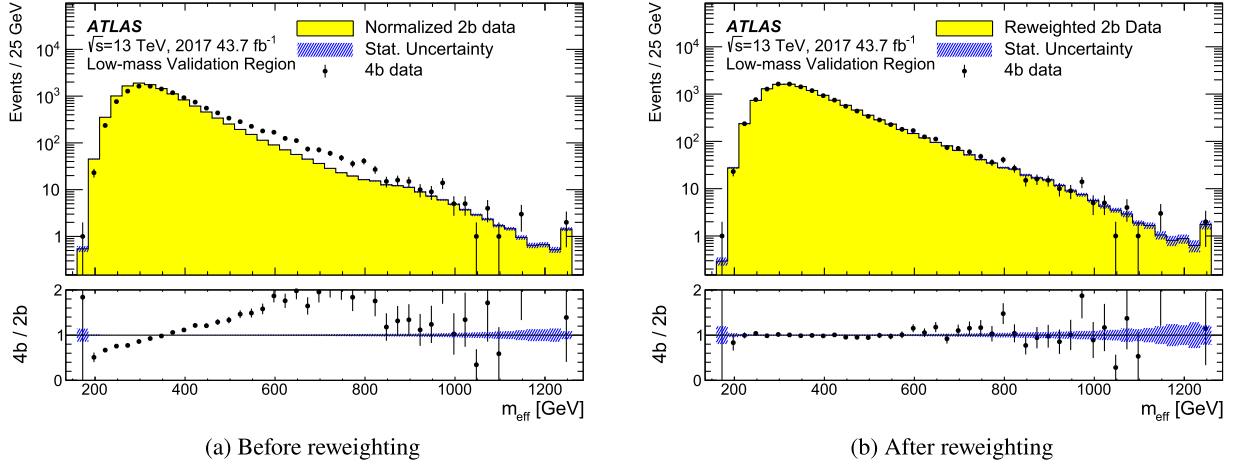 ATLAS
√s=13 TeV, 2017 43.7 fb⁻¹
Low-mass Validation Region
Normalized 2b data
Stat. Uncertainty
4b data
Events / 25 GeV
10⁴
10³
10²
10
1
4b / 2b
2
1
0
200 400 600 800 1000 1200
m_eff [GeV]
(a) Before reweighting
ATLAS
√s=13 TeV, 2017 43.7 fb⁻¹
Low-mass Validation Region
Reweighted 2b Data
Stat. Uncertainty
4b data
Events / 25 GeV
10⁴
10³
10²
10
1
4b / 2b
2
1
0
200 400 600 800 1000 1200
m_eff [GeV]
(b) After reweighting